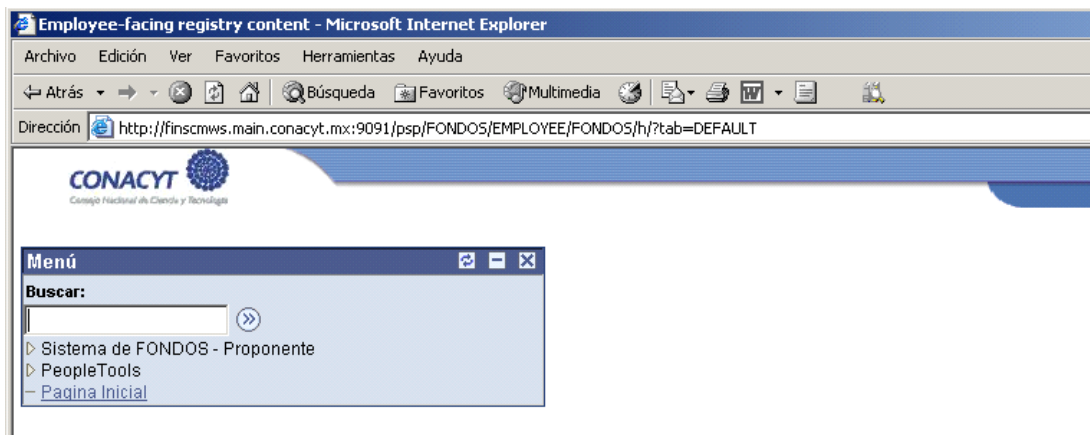 Employee-facing registry content - Microsoft Internet Explorer
Archivo Edición Ver Favoritos Herramientas Ayuda
Atrás Búsqueda Favoritos Multimedia
Dirección http://finscmws.main.conacyt.mx:9091/psp/FONDOS/EMPLOYEE/FONDOS/h/?tab=DEFAULT
CONACYT
Consejo Nacional de Ciencia y Tecnología
Menú
Buscar:
Sistema de FONDOS - Proponente
PeopleTools
Pagina Inicial